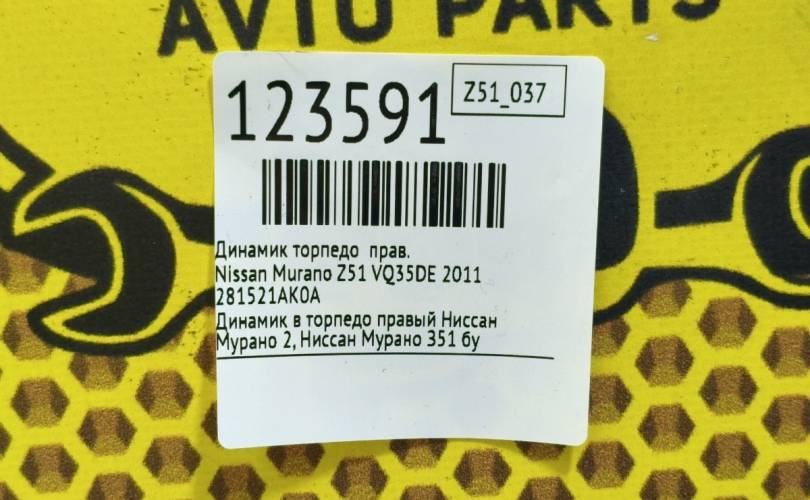 AVTO PARTS
123591
Z51_037
Динамик торпедо прав.
Nissan Murano Z51 VQ35DE 2011
281521AK0A
Динамик в торпедо правый Ниссан
Мурано 2, Ниссан Мурано З51 бу